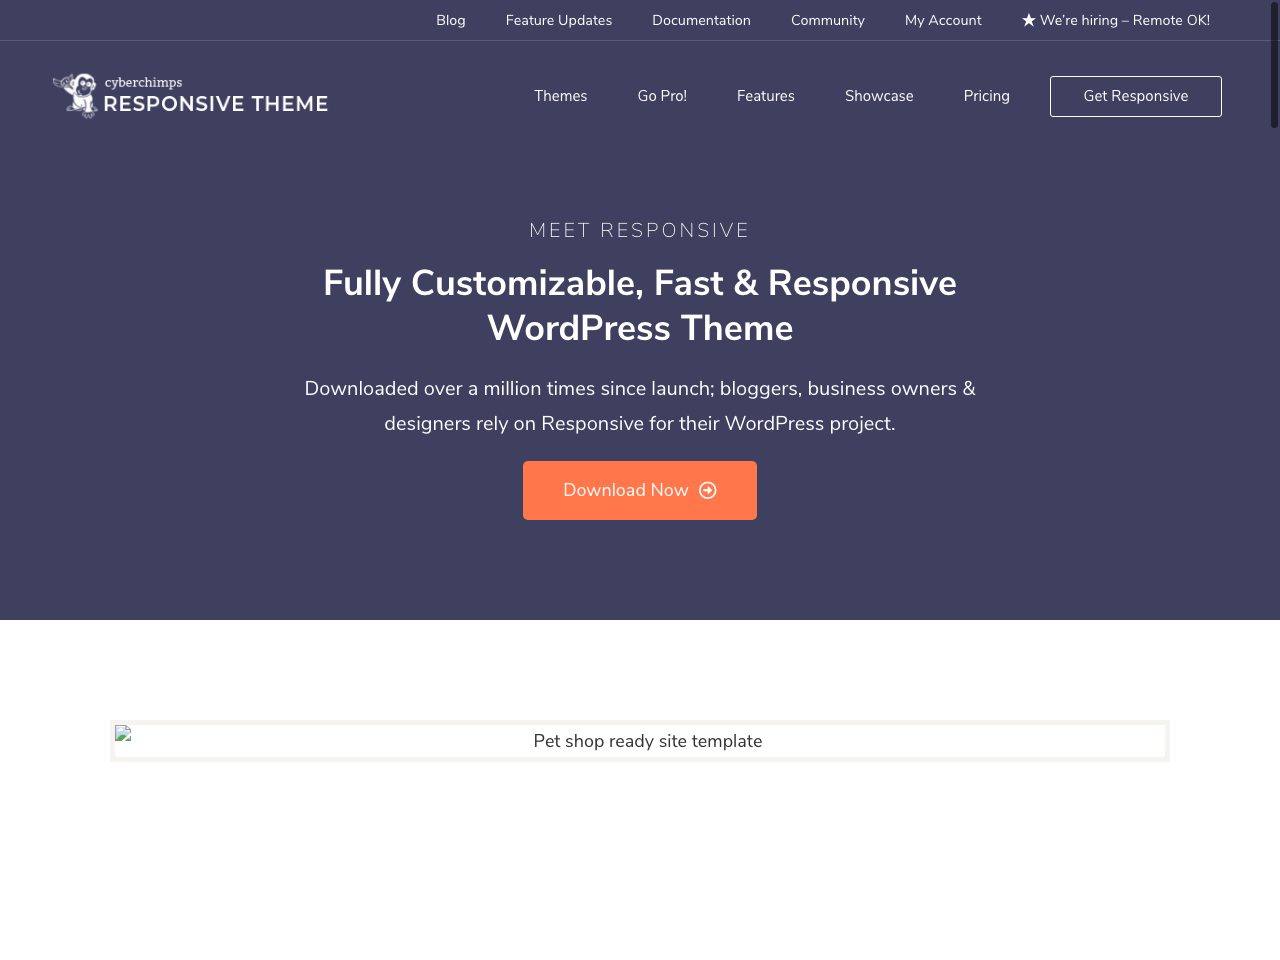 Blog Feature Updates Documentation Community My Account ★ We're hiring – Remote OK!
cyberchimps
RESPONSIVE THEME
Themes Go Pro! Features Showcase Pricing Get Responsive
MEET RESPONSIVE
Fully Customizable, Fast & Responsive
WordPress Theme
Downloaded over a million times since launch; bloggers, business owners &
designers rely on Responsive for their WordPress project.
Download Now
Pet shop ready site template